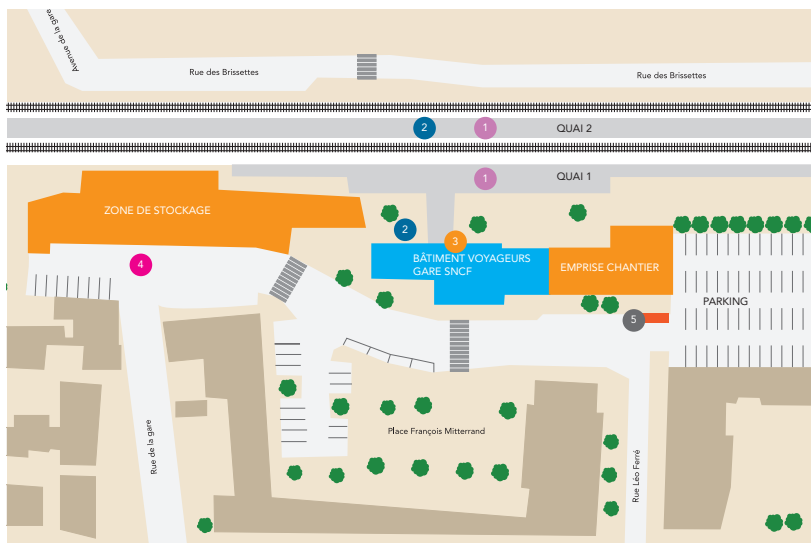 Avenue de la gare
Rue des Brissettes
Rue des Brissettes
2
1
QUAI 2
1
QUAI 1
ZONE DE STOCKAGE
2
3
BÂTIMENT VOYAGEURS
GARE SNCF
EMPRISE CHANTIER
4
PARKING
5
Place François Mitterrand
Rue de la gare
Rue Léo Ferré